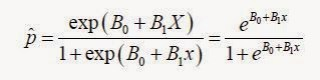 p̂ = exp(B₀ + B₁X) / 1 + exp(B₀ + B₁x) = e^(B₀+B₁x) / 1 + e^(B₀+B₁x)